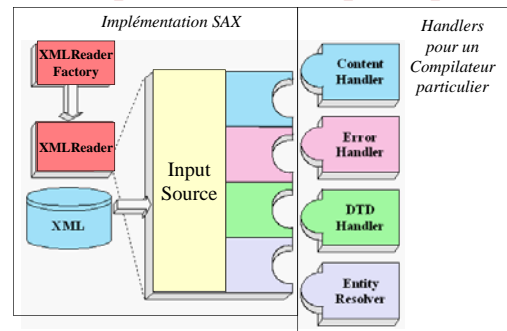 Implémentation SAX
Handlers
pour un
Compilateur
particulier
XMLReader
Factory
XMLReader
XML
Input
Source
Content
Handler
Error
Handler
DTD
Handler
Entity
Resolver